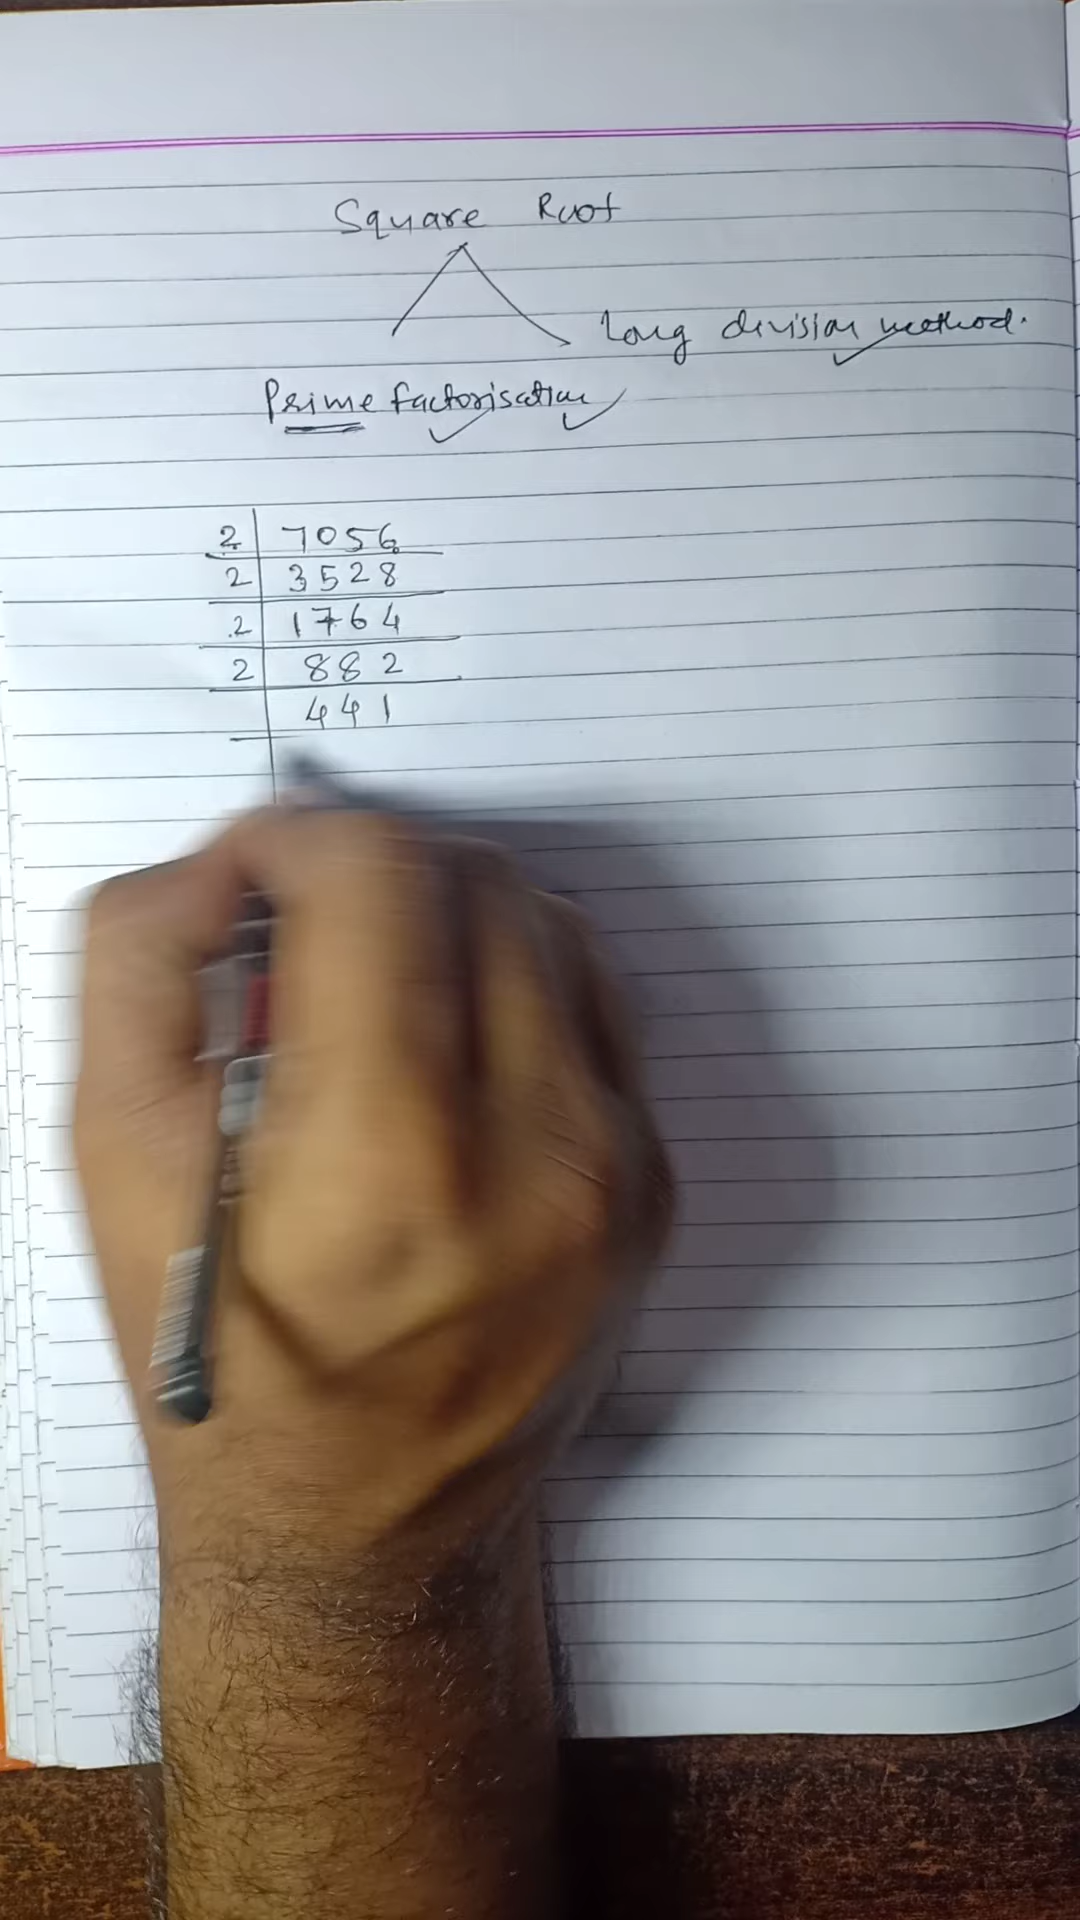 Square Root
Long division method.
Prime factorisation
2 7056
2 3528
2 1764
2 882
441